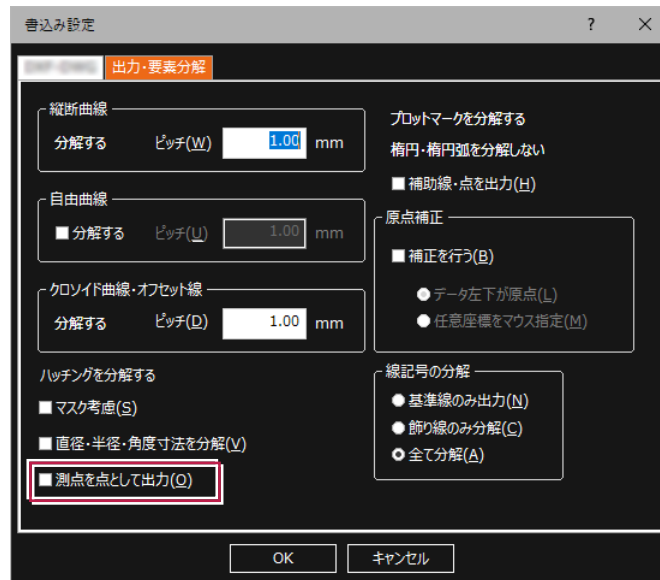 書込み設定
? ×
出力・要素分解
縦断曲線
分解する ピッチ(W) 1.00 mm
自由曲線
分解する ピッチ(U) 1.00 mm
クロソイド曲線・オフセット線
分解する ピッチ(D) 1.00 mm
ハッチングを分解する
マスク考慮(S)
直径・半径・角度寸法を分解(V)
測点を点として出力(O)
プロットマークを分解する
楕円・楕円弧を分解しない
補助線・点を出力(H)
原点補正
補正を行う(B)
データ左下が原点(L)
任意座標をマウス指定(M)
線記号の分解
基準線のみ出力(N)
飾り線のみ分解(C)
全て分解(A)
OK キャンセル